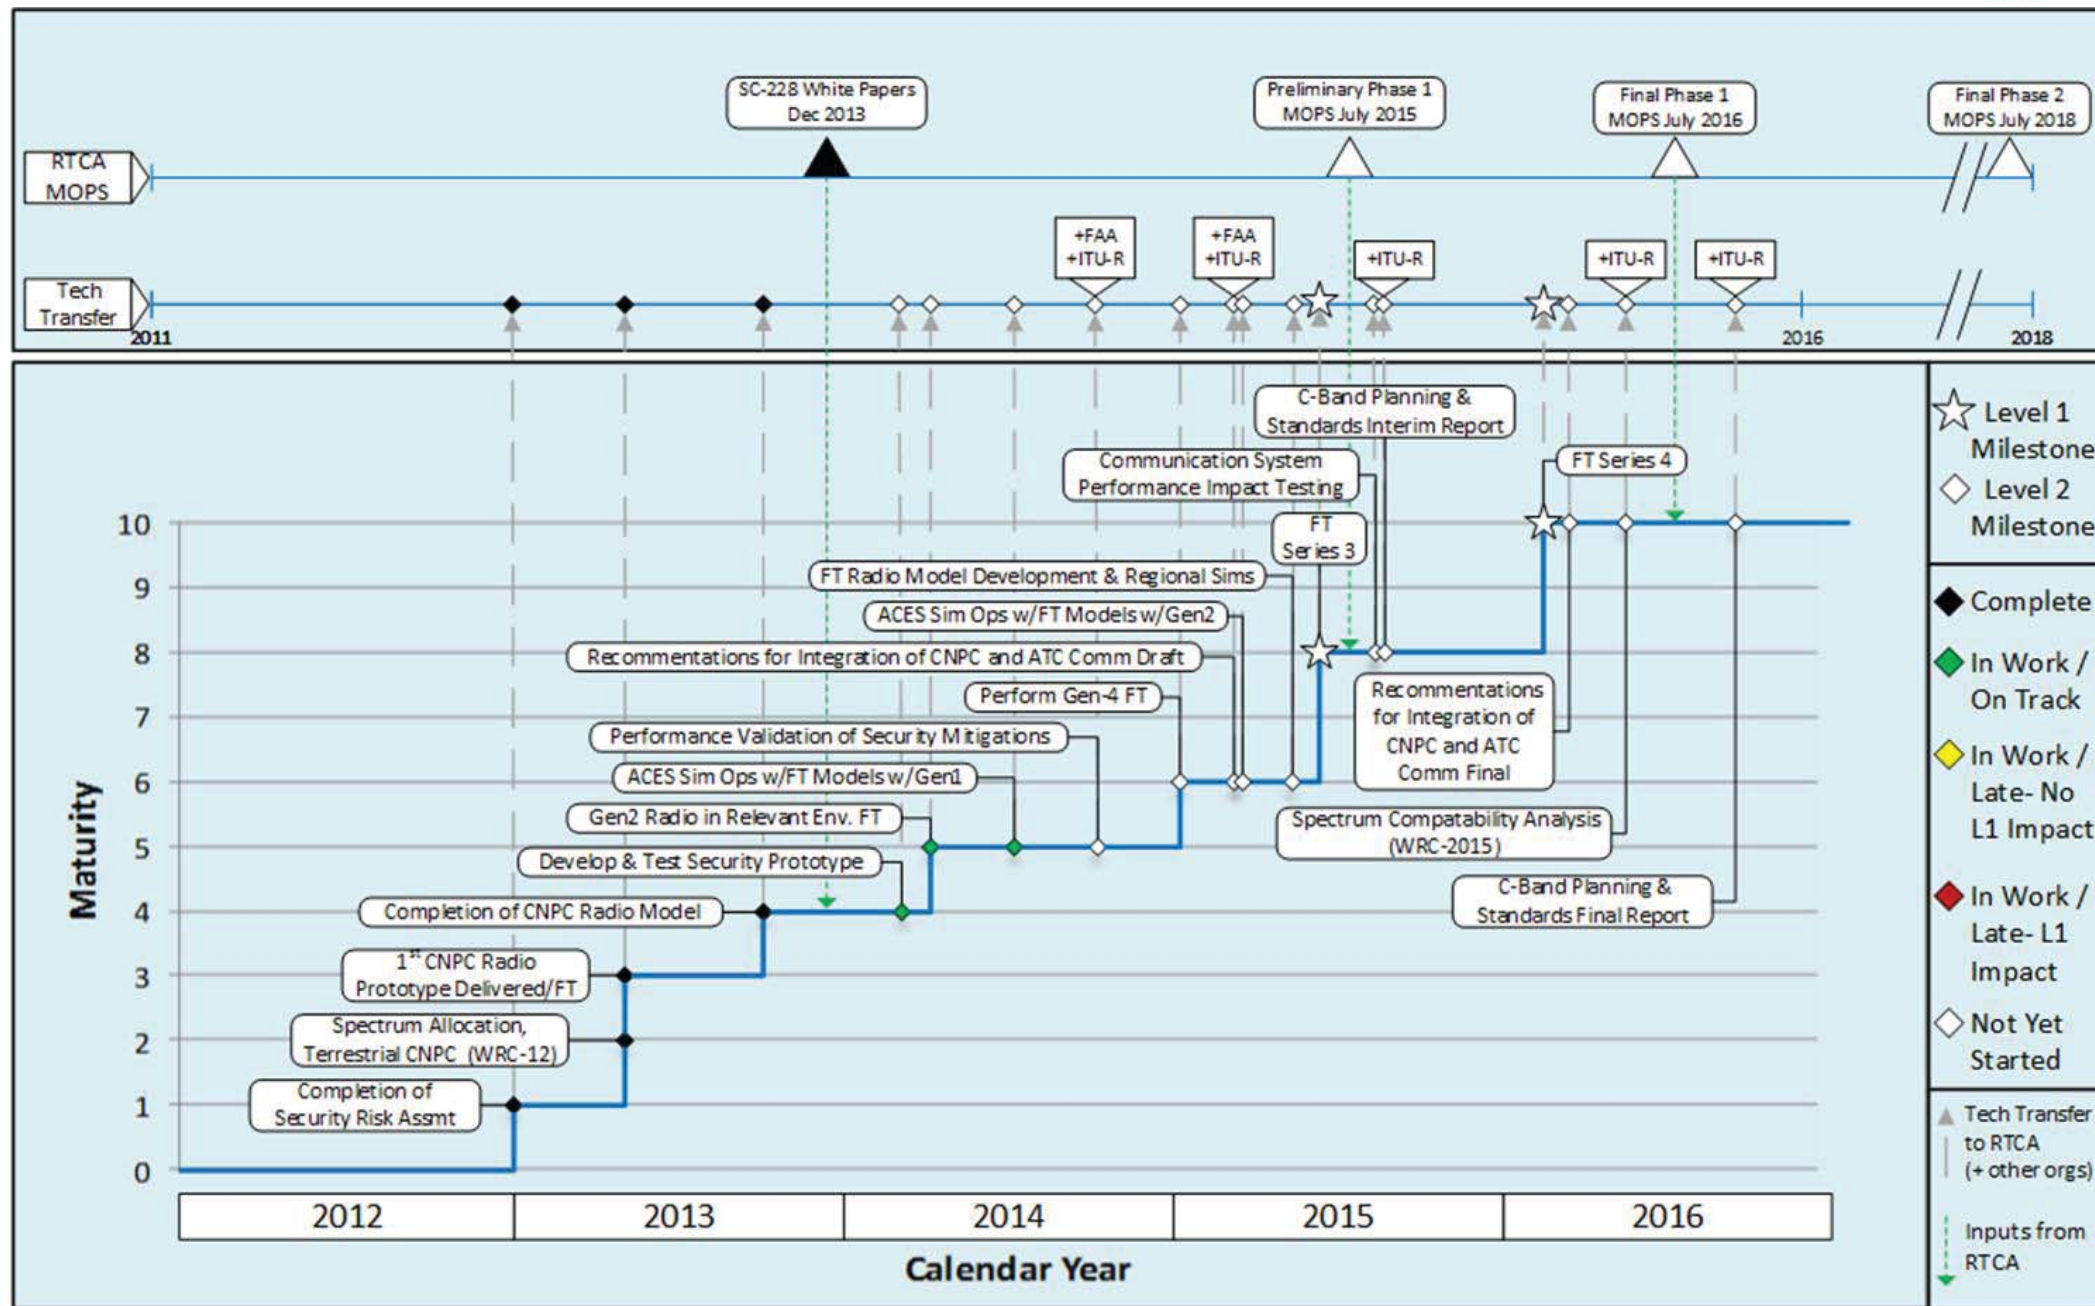 SC-228 White Papers
Dec 2013
Preliminary Phase 1
MOPS July 2015
Final Phase 1
MOPS July 2016
Final Phase 2
MOPS July 2018
RTCA
MOPS
+FAA
+ITU-R
+FAA
+ITU-R
+ITU-R
+ITU-R
+ITU-R
Tech
Transfer
2011
2016
2018
C-Band Planning &
Standards Interim Report
Communication System
Performance Impact Testing
FT Series 4
FT
Series 3
FT Radio Model Development & Regional Sims
ACES Sim Ops w/FT Models w/Gen2
Recommentations for Integration of CNPC and ATC Comm Draft
Perform Gen-4 FT
Recommentations
for Integration of
CNPC and ATC
Comm Final
Performance Validation of Security Mitigations
ACES Sim Ops w/FT Models w/Gen1
Gen2 Radio in Relevant Env. FT
Spectrum Compatability Analysis
(WRC-2015)
Develop & Test Security Prototype
C-Band Planning &
Standards Final Report
Completion of CNPC Radio Model
1st CNPC Radio
Prototype Delivered/FT
Spectrum Allocation,
Terrestrial CNPC (WRC-12)
Completion of
Security Risk Assmt
10
9
8
7
6
5
4
3
2
1
0
Maturity
2012
2013
2014
2015
2016
Calendar Year
Level 1
Milestone
Level 2
Milestone
Complete
In Work /
On Track
In Work /
Late- No
L1 Impact
In Work /
Late- L1
Impact
Not Yet
Started
Tech Transfer
to RTCA
(+ other orgs)
Inputs from
RTCA